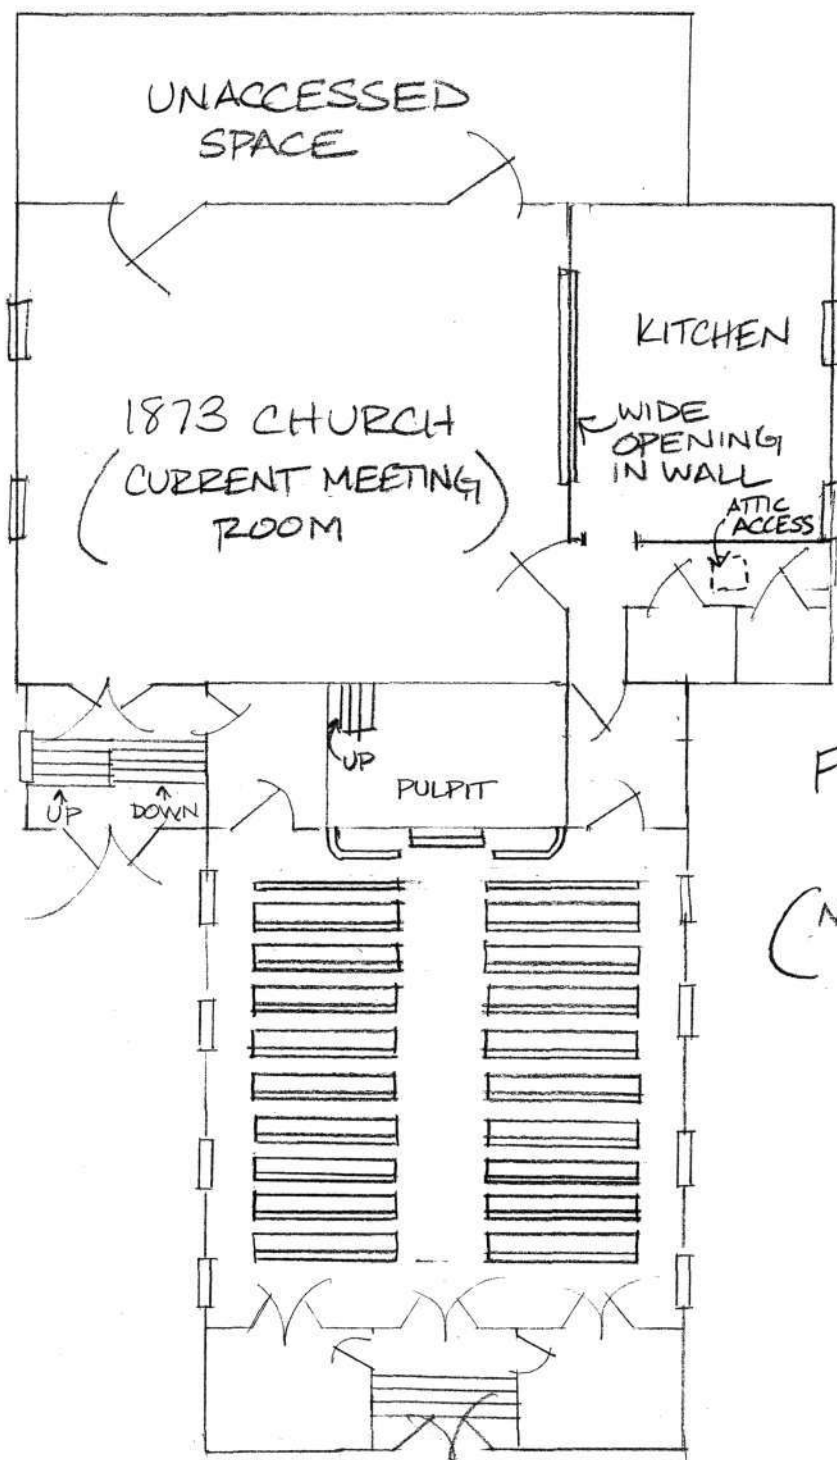 UNACCESSED
SPACE
KITCHEN
1873 CHURCH
(CURRENT MEETING
ROOM)
WIDE
OPENING
IN WALL
ATTIC
ACCESS
UP
PULPIT
UP
DOWN